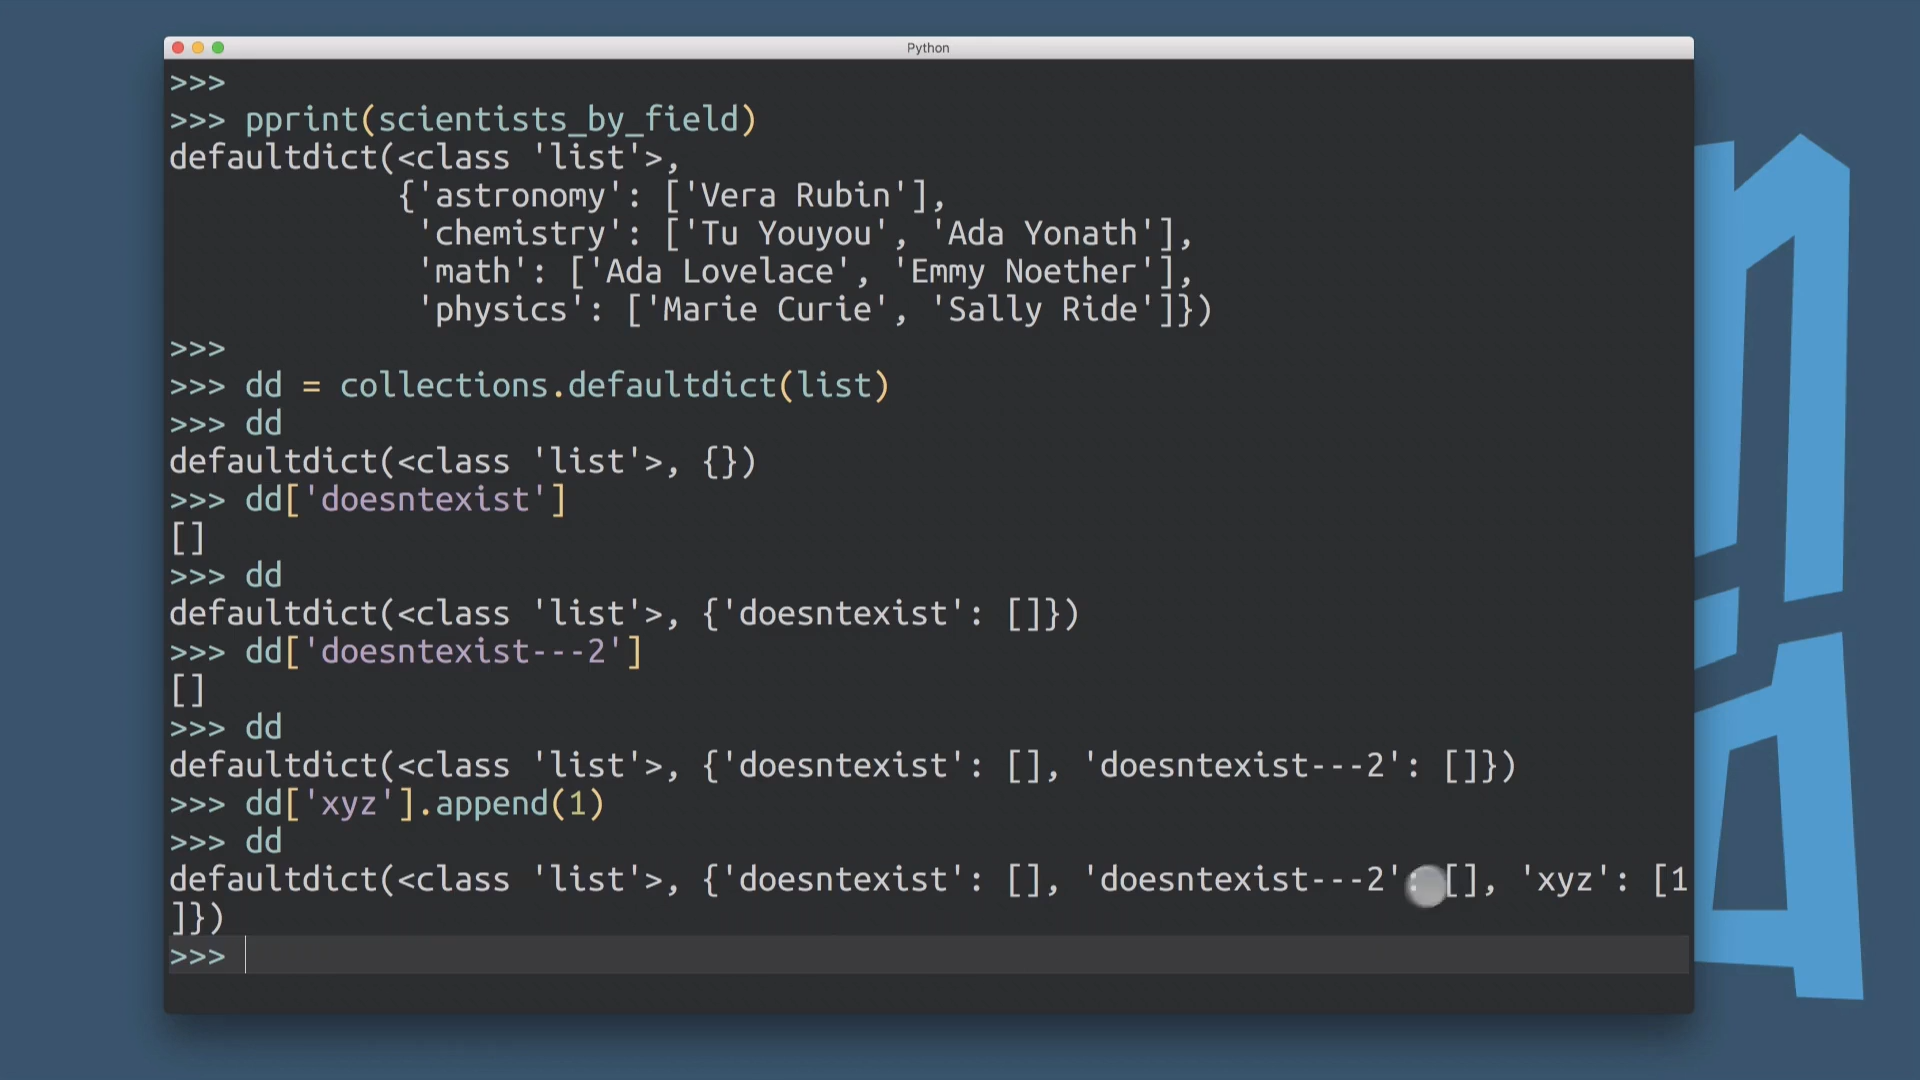 Python
>>>
>>> pprint(scientists_by_field)
defaultdict(<class 'list'>,
            {'astronomy': ['Vera Rubin'],
             'chemistry': ['Tu Youyou', 'Ada Yonath'],
             'math': ['Ada Lovelace', 'Emmy Noether'],
             'physics': ['Marie Curie', 'Sally Ride']})
>>>
>>> dd = collections.defaultdict(list)
>>> dd
defaultdict(<class 'list'>, {})
>>> dd['doesntexist']
[]
>>> dd
defaultdict(<class 'list'>, {'doesntexist': []})
>>> dd['doesntexist---2']
[]
>>> dd
defaultdict(<class 'list'>, {'doesntexist': [], 'doesntexist---2': []})
>>> dd['xyz'].append(1)
>>> dd
defaultdict(<class 'list'>, {'doesntexist': [], 'doesntexist---2': [], 'xyz': [1
]})
>>>